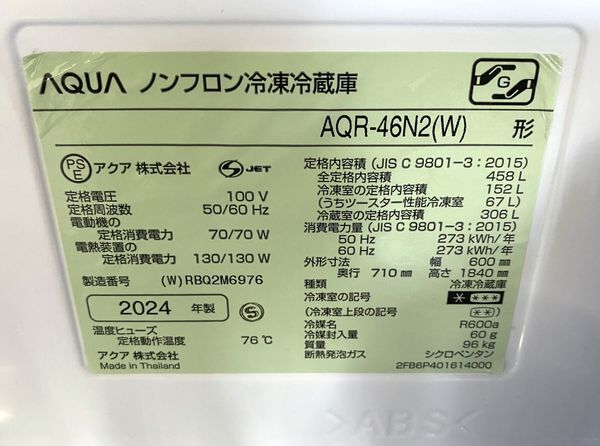 AQUA ノンフロン冷凍冷蔵庫
G
AQR-46N2(W) 形
PSE アクア 株式会社 S JET
定格電圧 100 V
定格周波数 50/60 Hz
電動機の
定格消費電力 70/70 W
電熱装置の
定格消費電力 130/130 W
製造番号 (W)RBQ2M6976
2024 年製 S
温度ヒューズ
定格動作温度 76℃
アクア 株式会社
Made in Thailand
定格内容積 (JIS C 9801-3:2015)
全定格内容積 458 L
冷凍室の定格内容積 152 L
(うちツースター性能冷凍室 67 L)
冷蔵室の定格内容積 306 L
消費電力量 (JIS C 9801-3:2015)
50 Hz 273 kWh/年
60 Hz 273 kWh/年
外形寸法 幅 600 mm
奥行 710 mm 高さ 1840 mm
種類 冷凍冷蔵庫
冷凍室の記号 * ***
(冷凍室上段の記号 **)
冷媒名 R600a
冷媒封入量 60 g
質量 96 kg
断熱発泡ガス シクロペンタン
2FB6P401614000
>ABS<